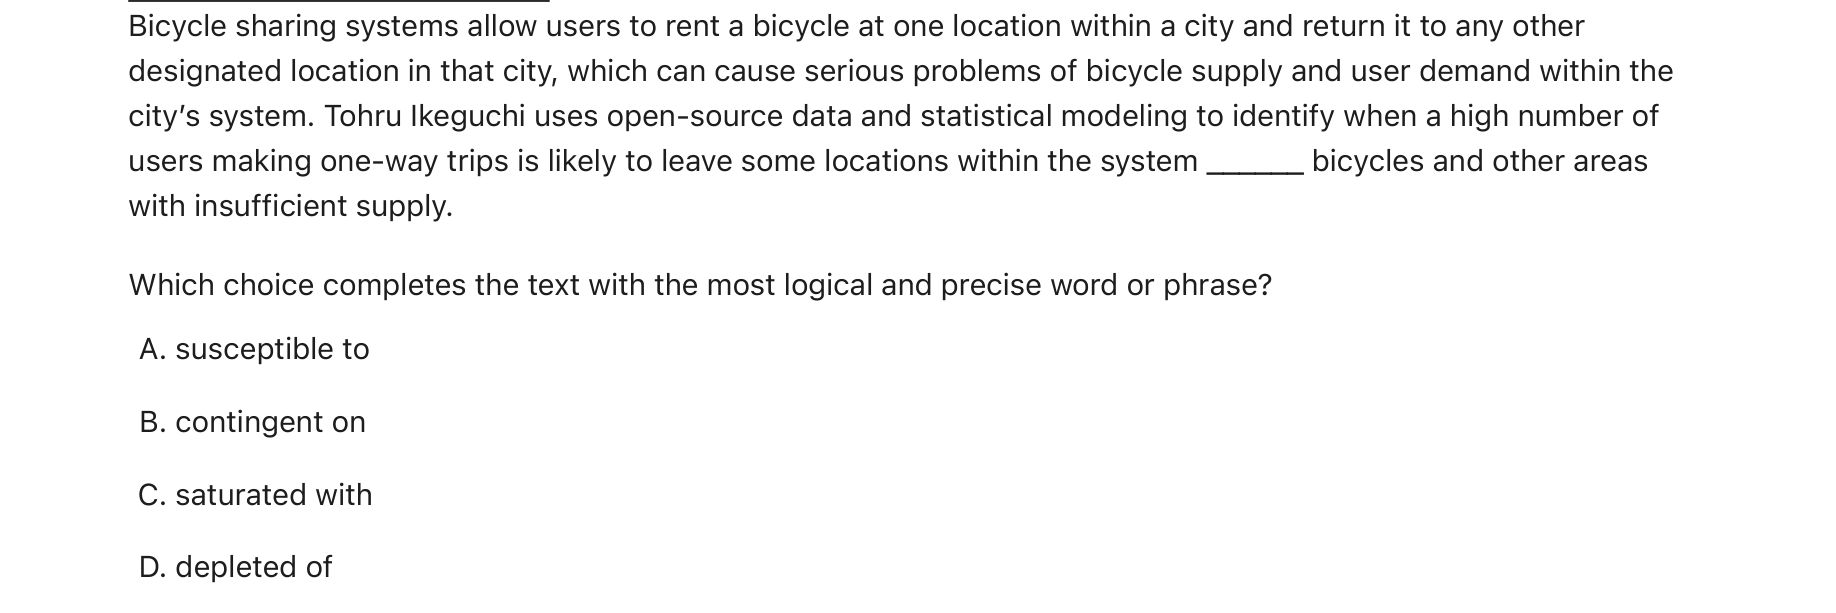 Bicycle sharing systems allow users to rent a bicycle at one location within a city and return it to any other
designated location in that city, which can cause serious problems of bicycle supply and user demand within the
city’s system. Tohru Ikeguchi uses open-source data and statistical modeling to identify when a high number of
users making one-way trips is likely to leave some locations within the system ______ bicycles and other areas
with insufficient supply.
Which choice completes the text with the most logical and precise word or phrase?
A. susceptible to
B. contingent on
C. saturated with
D. depleted of